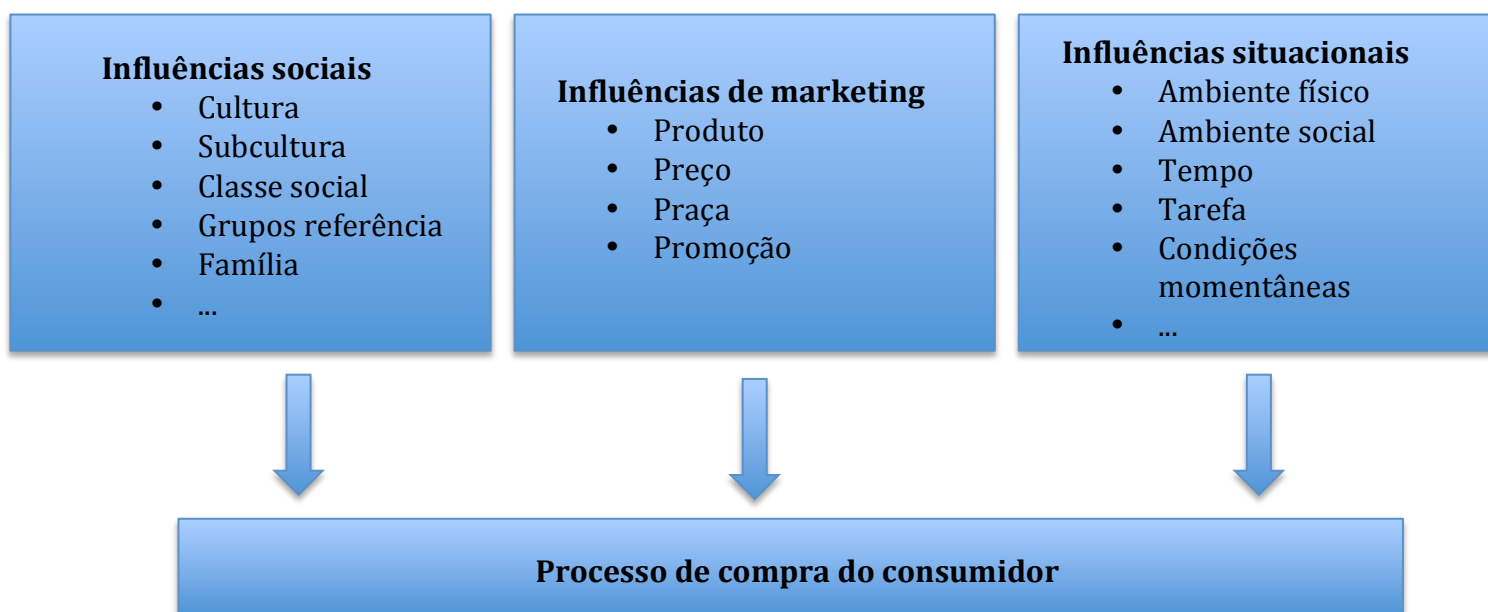 Influências sociais
• Cultura
• Subcultura
• Classe social
• Grupos referência
• Família
• ...
Influências de marketing
• Produto
• Preço
• Praça
• Promoção
Influências situacionais
• Ambiente físico
• Ambiente social
• Tempo
• Tarefa
• Condições
momentâneas
• ...
Processo de compra do consumidor